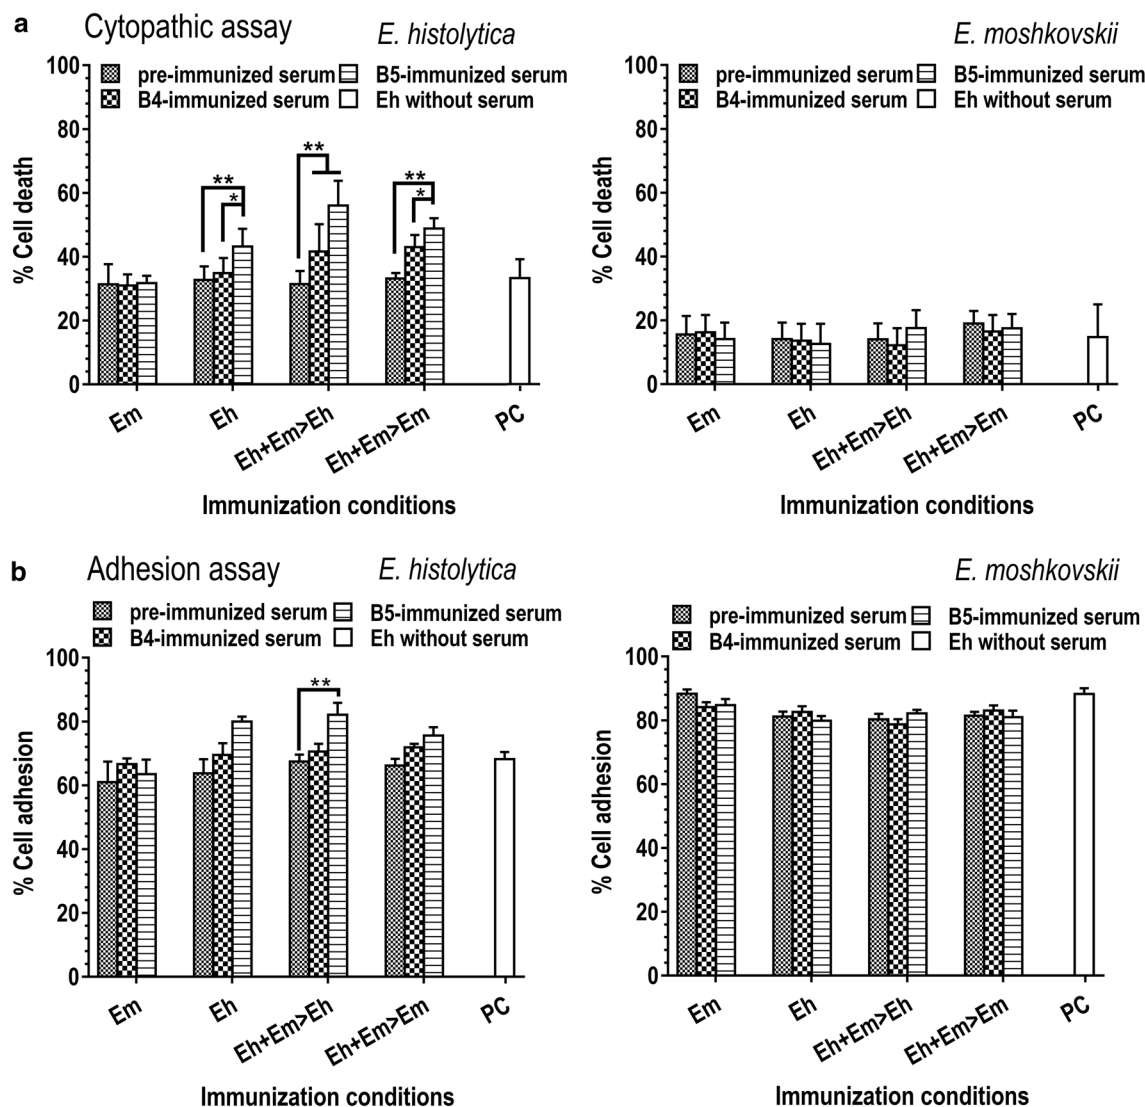 a Cytopathic assay E. histolytica E. moshkovskii
pre-immunized serum B5-immunized serum
B4-immunized serum Eh without serum
100
80
60
40
20
0
% Cell death
**
*
**
**
*
Em Eh Eh+Em>Eh Eh+Em>Em PC
Immunization conditions
pre-immunized serum B5-immunized serum
B4-immunized serum Eh without serum
100
80
60
40
20
0
% Cell death
Em Eh Eh+Em>Eh Eh+Em>Em PC
Immunization conditions
b Adhesion assay E. histolytica E. moshkovskii
pre-immunized serum B5-immunized serum
B4-immunized serum Eh without serum
100
80
60
40
20
0
% Cell adhesion
**
Em Eh Eh+Em>Eh Eh+Em>Em PC
Immunization conditions
pre-immunized serum B5-immunized serum
B4-immunized serum Eh without serum
100
80
60
40
20
0
% Cell adhesion
Em Eh Eh+Em>Eh Eh+Em>Em PC
Immunization conditions